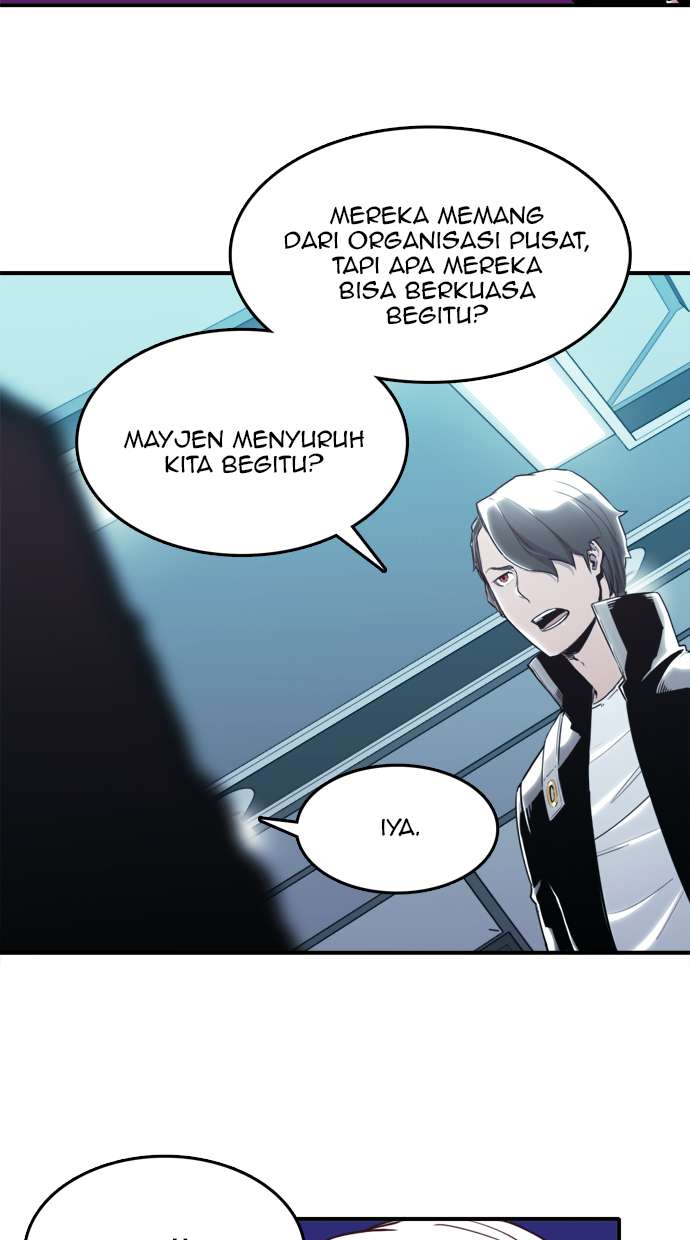 MEREKA MEMANG
DARI ORGANISASI PUSAT,
TAPI APA MEREKA
BISA BERKUASA
BEGITU?
MAYJEN MENYURUH
KITA BEGITU?
IYA.